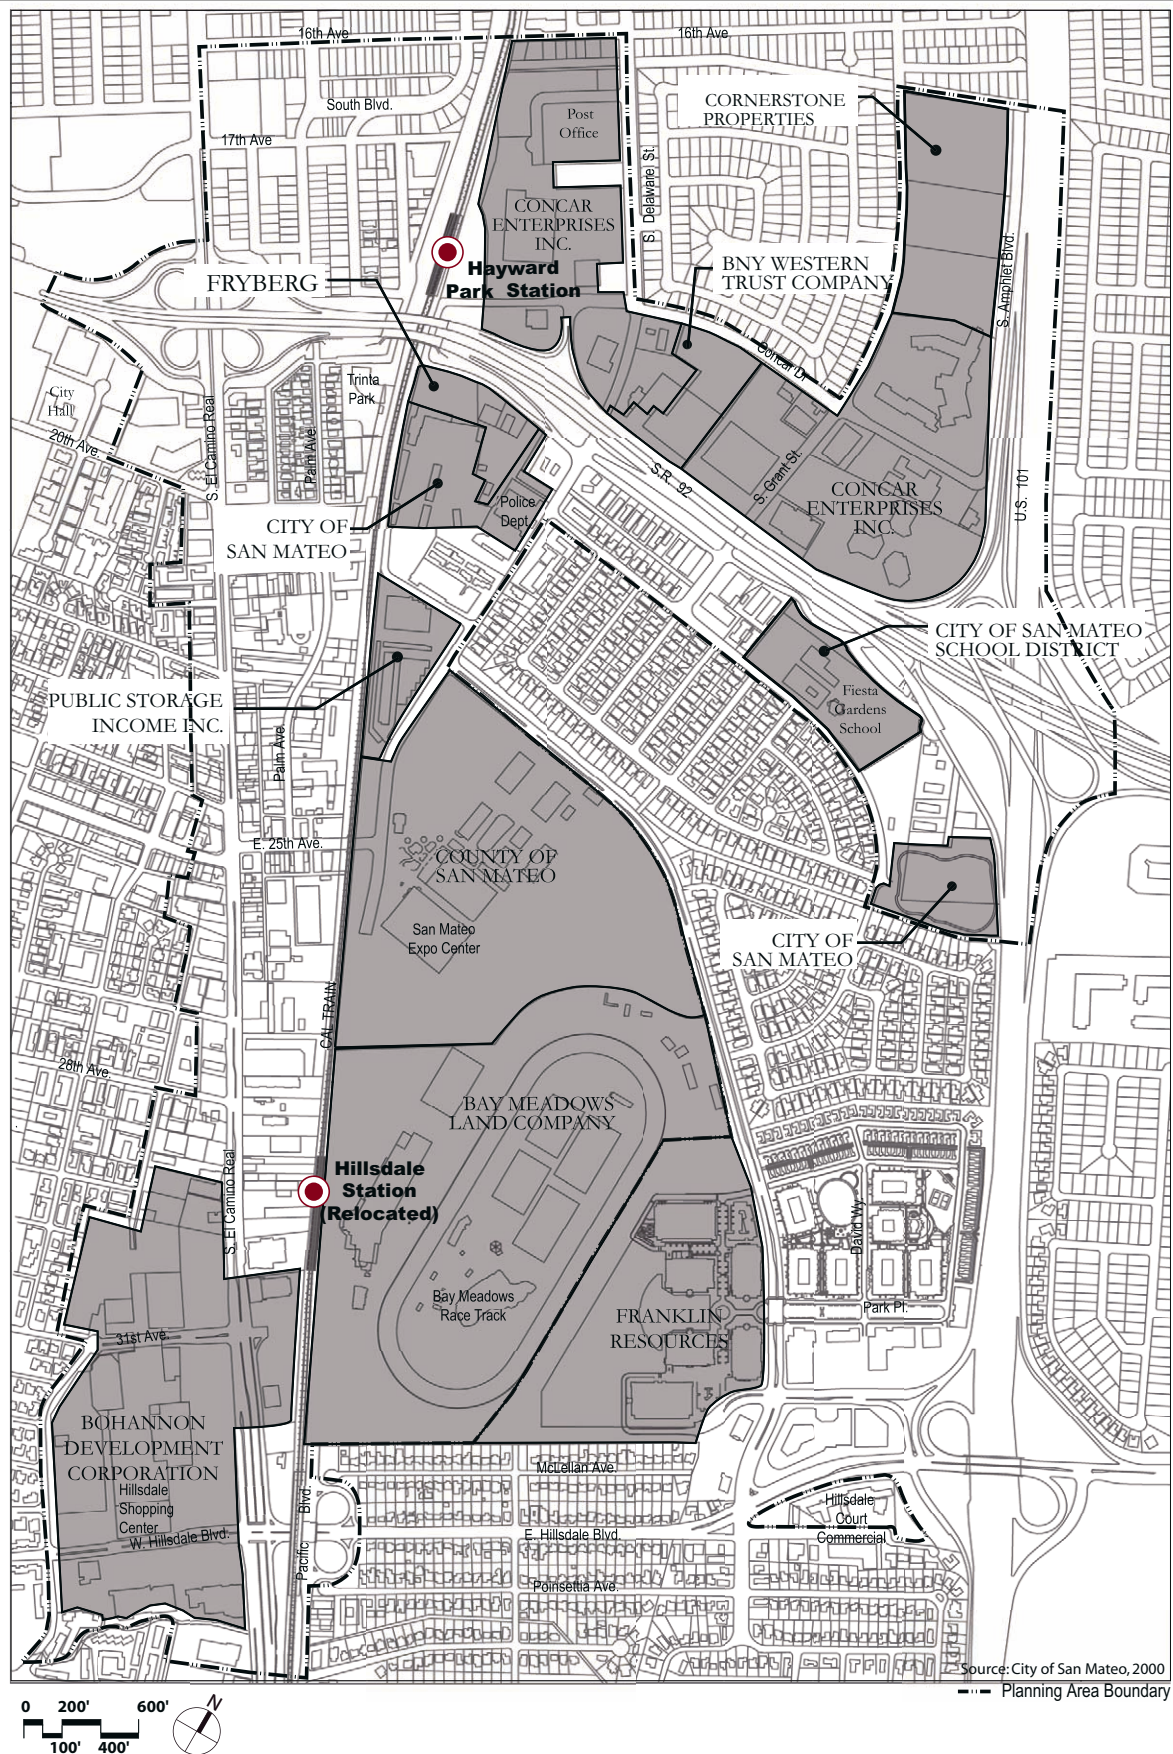 16th Ave
16th Ave.
South Blvd.
17th Ave
Post
Office
CORNERSTONE
PROPERTIES
S. Delaware St.
CONCAR
ENTERPRISES
INC.
S. Amphlet Blvd.
Hayward
Park Station
FRYBERG
BNY WESTERN
TRUST COMPANY
Concar Dr
Trinta
Park
City
Hall
20th Ave.
S. El Camino Real
Palm Ave.
S.R. 92
S. Grant St.
CONCAR
ENTERPRISES
INC.
U.S. 101
Police
Dept.
CITY OF
SAN MATEO
CITY OF SAN MATEO
SCHOOL DISTRICT
Fiesta
Gardens
School
PUBLIC STORAGE
INCOME INC.
Palm Ave.
E. 25th Ave.
COUNTY OF
SAN MATEO
San Mateo
Expo Center
CITY OF
SAN MATEO
CAL TRAIN
28th Ave.
BAY MEADOWS
LAND COMPANY
Hillsdale
Station
(Relocated)
S. El Camino Real
David Wy.
Bay Meadows
Race Track
Park Pl.
FRANKLIN
RESOURCES
31st Ave.
BOHANNON
DEVELOPMENT
CORPORATION
Hillsdale
Shopping
Center
W. Hillsdale Blvd.
McLellan Ave.
Pacific Blvd.
E. Hillsdale Blvd.
Hillsdale
Court
Commercial
Poinsettia Ave.
Source: City of San Mateo, 2000
Planning Area Boundary
0 200' 600'
100' 400'
N